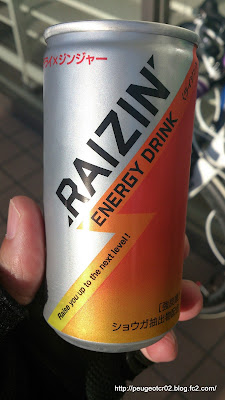 ドライ×ジンジャー
RAIZIN
ENERGY DRINK
Raise you up to the next level!
ショウガ抽出物
http://peugeotcr02.blog.fc2.com/